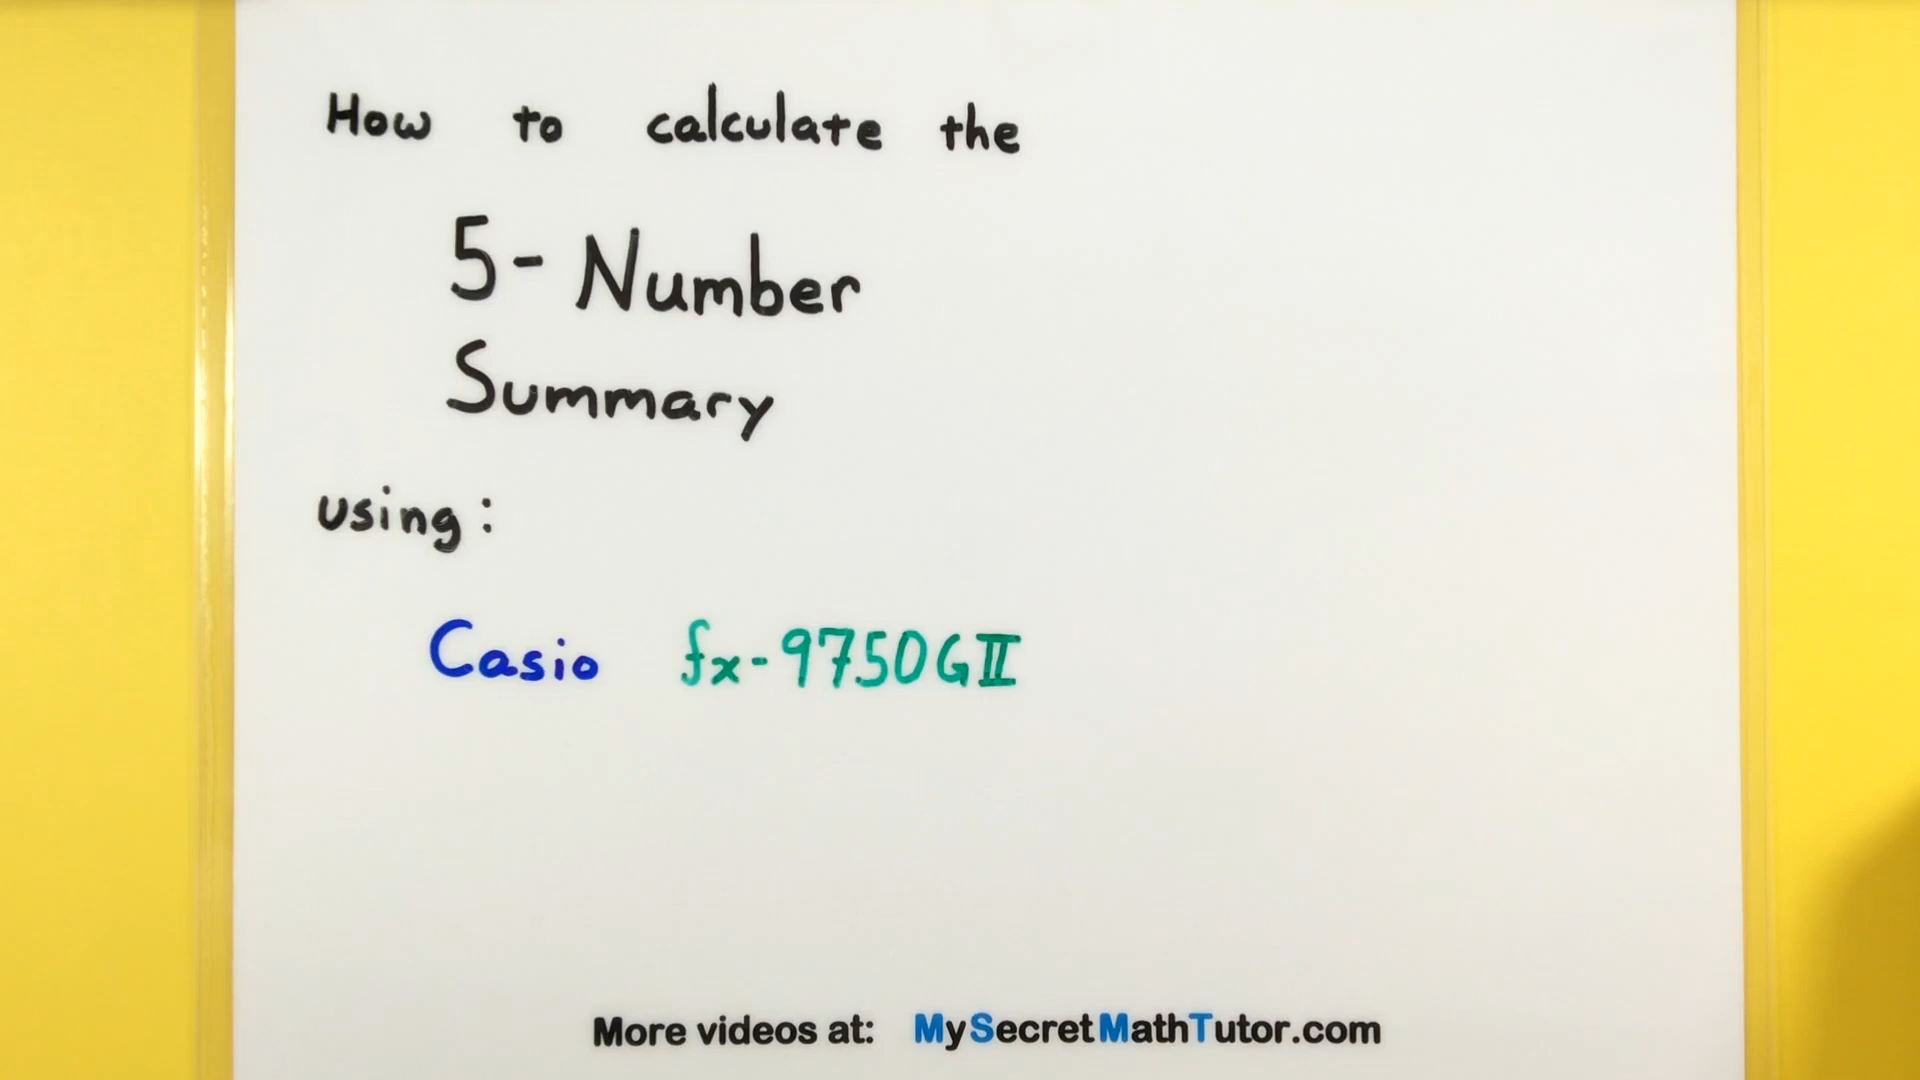 How to calculate the
5- Number
Summary
using:
Casio fx-9750GII
More videos at: MySecretMathTutor.com